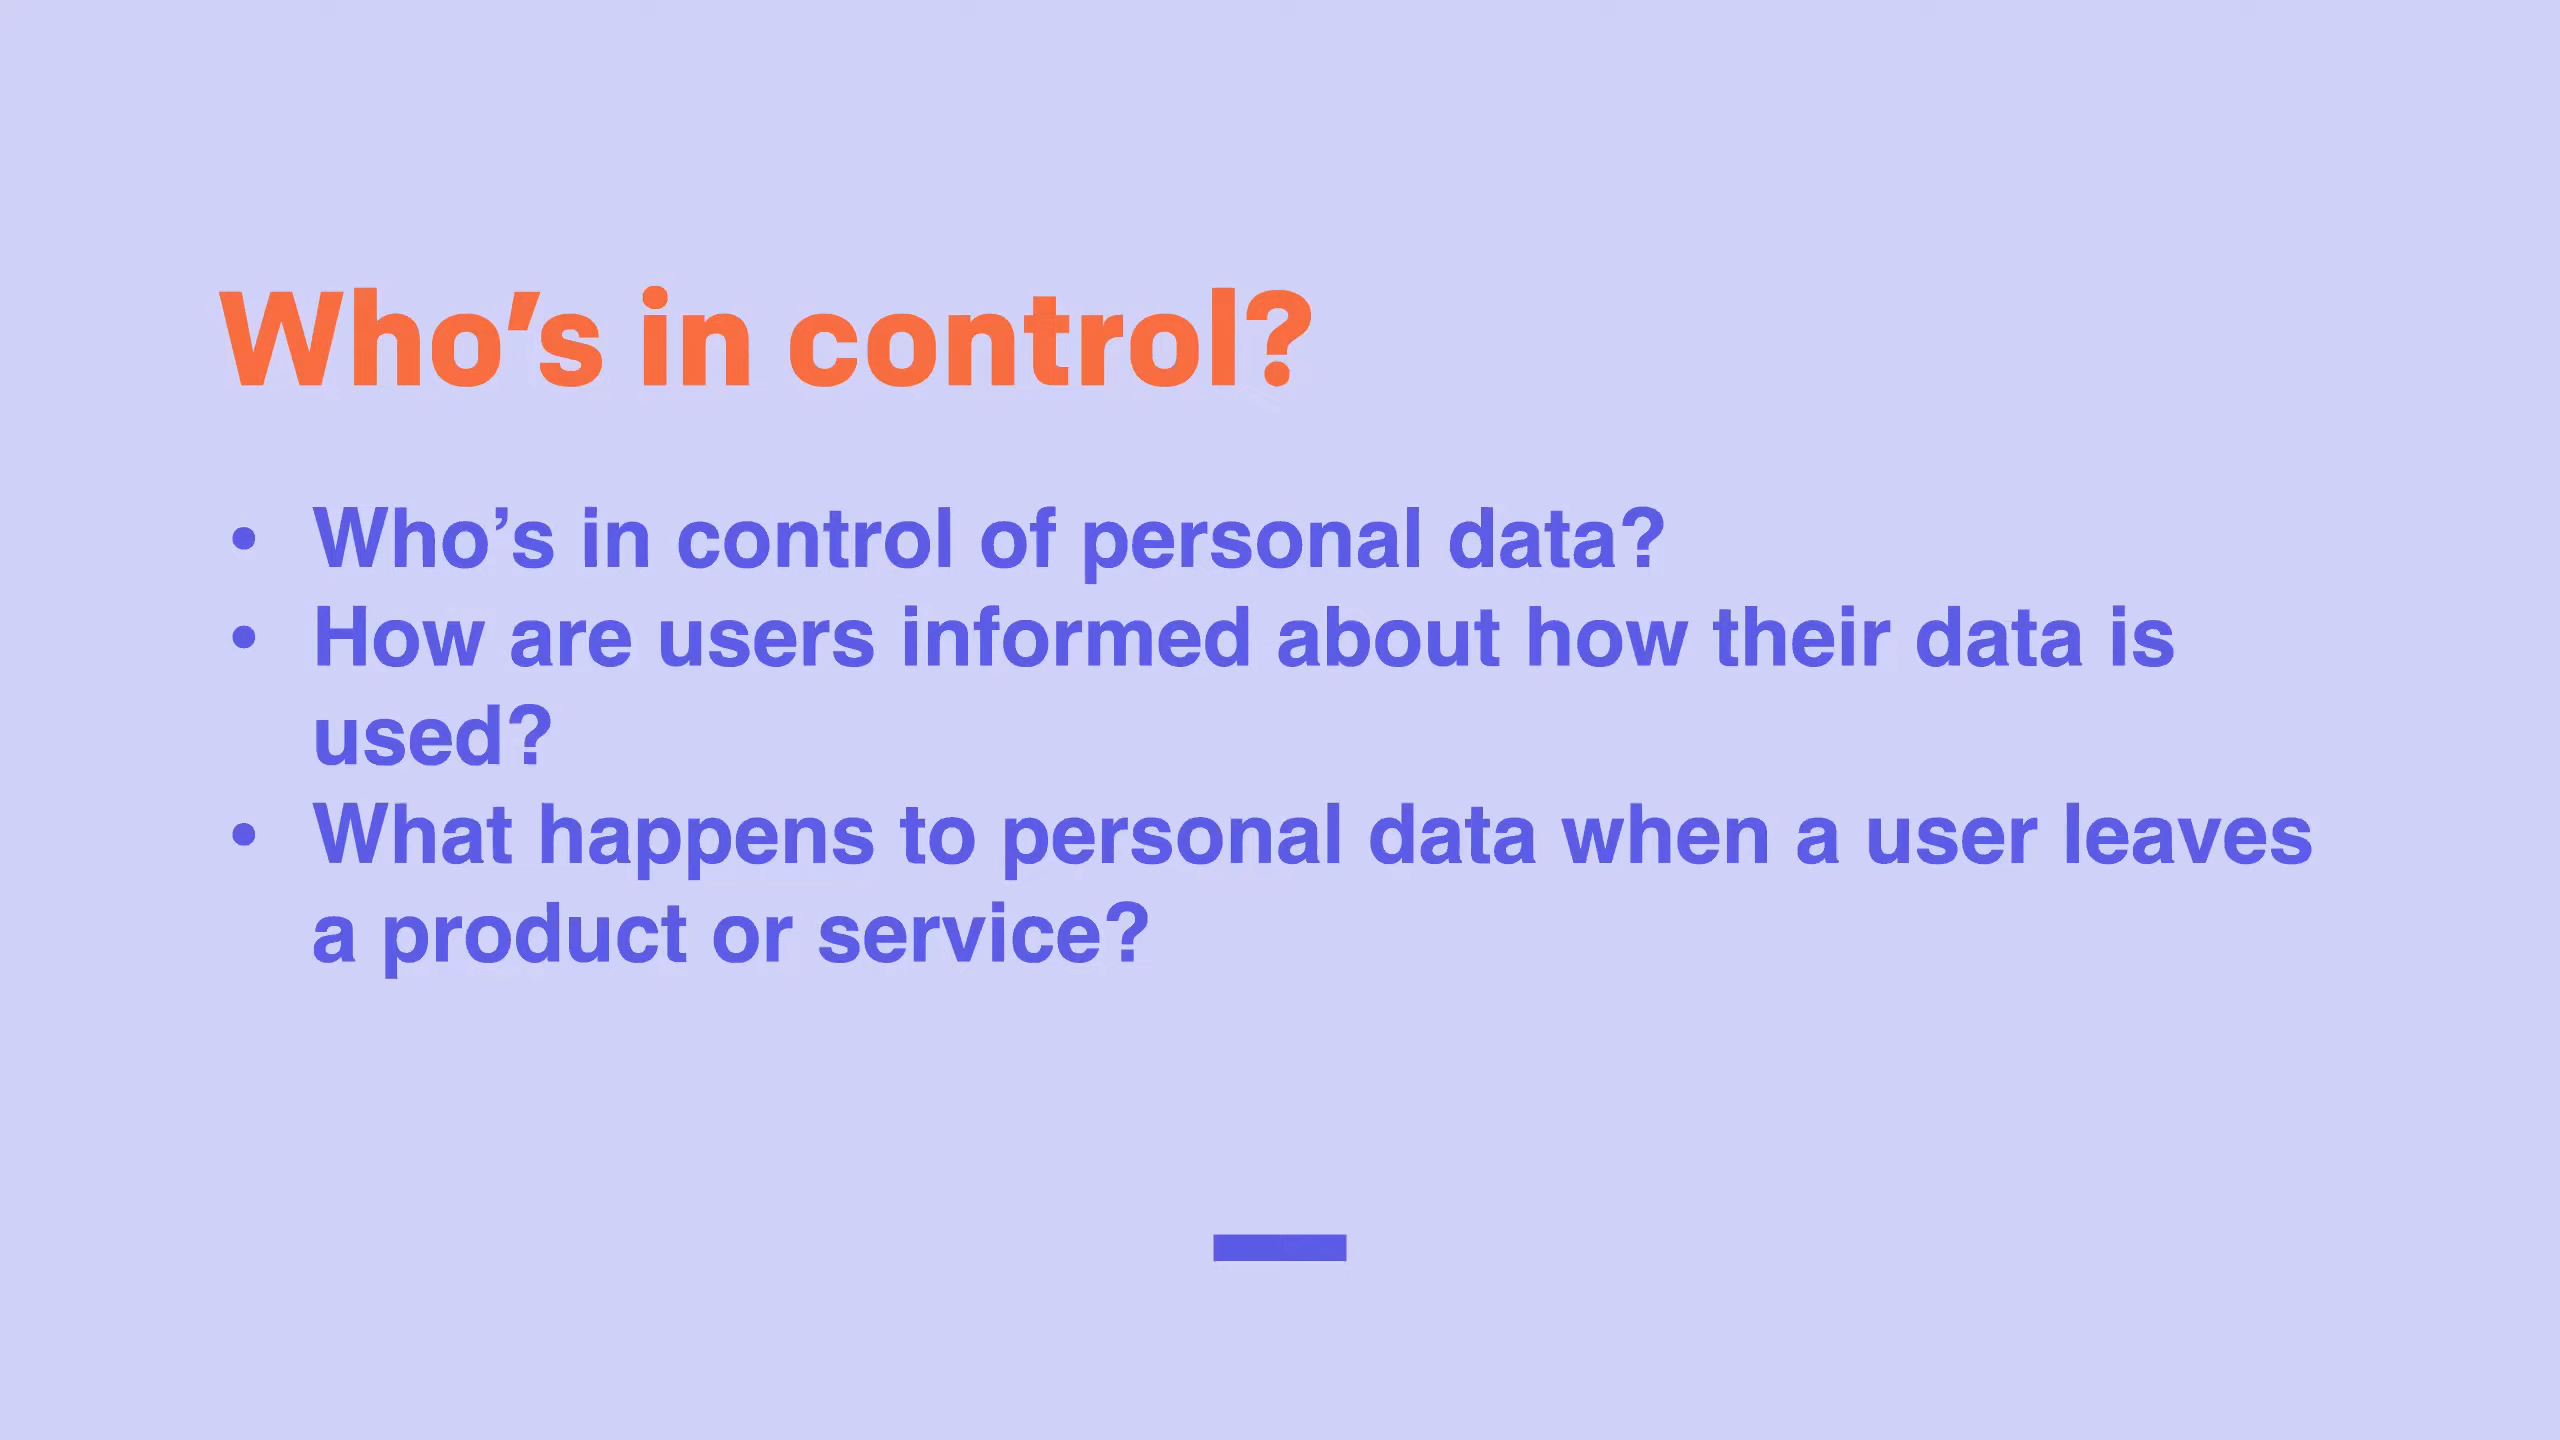 Who’s in control?
• Who’s in control of personal data?
• How are users informed about how their data is
used?
• What happens to personal data when a user leaves
a product or service?